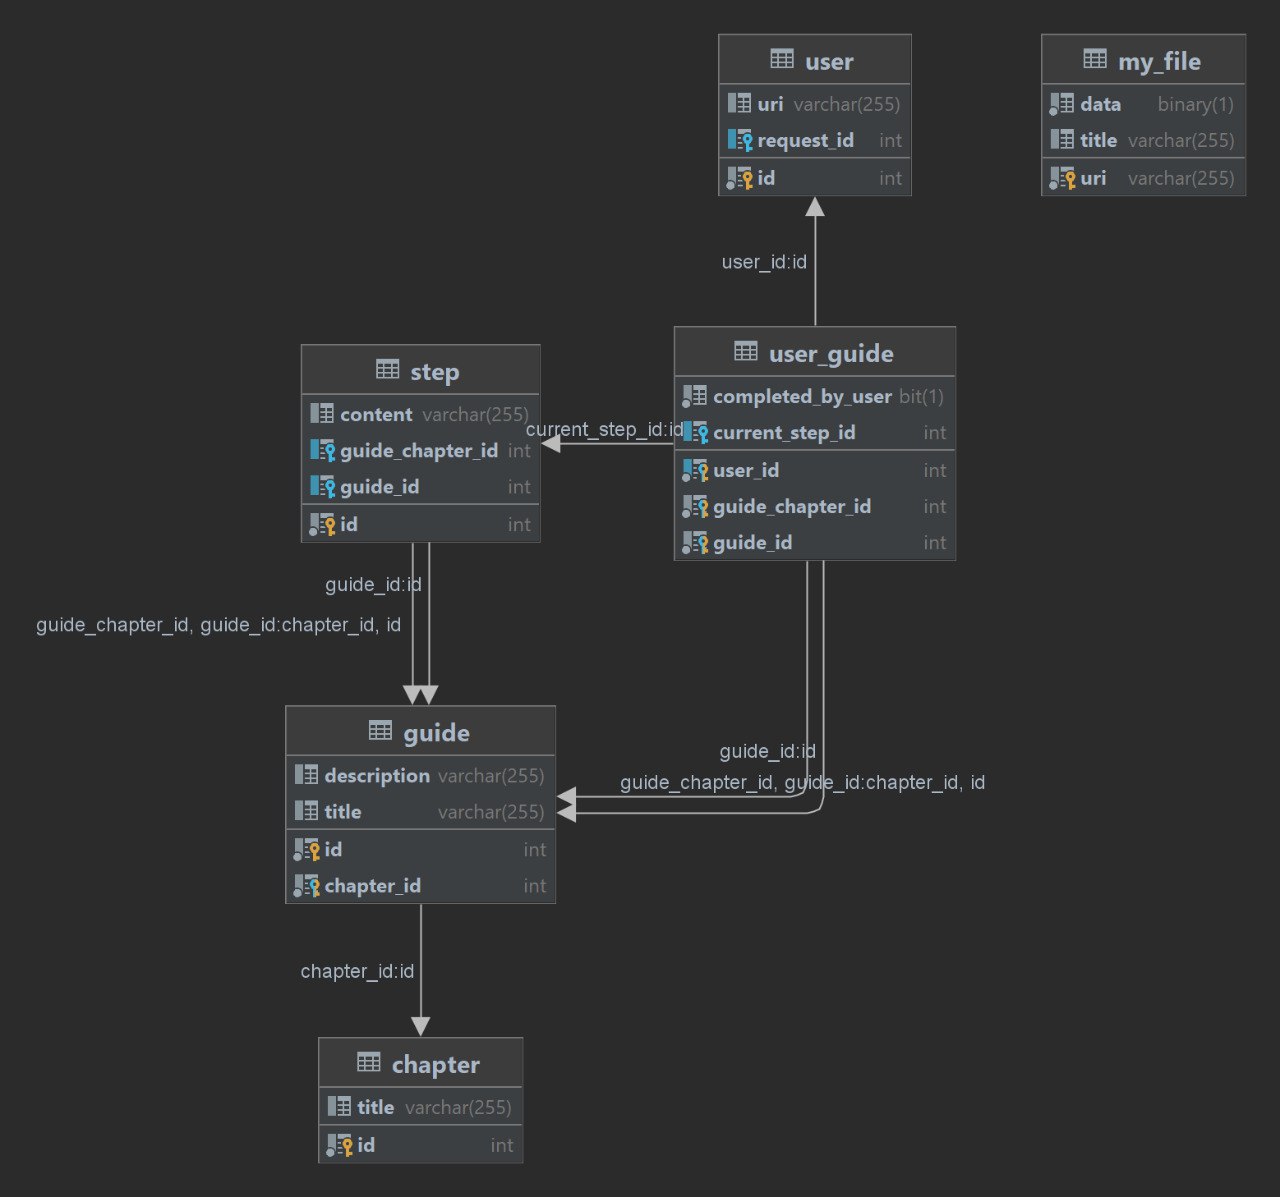 user
uri varchar(255)
request_id int
id int
my_file
data binary(1)
title varchar(255)
uri varchar(255)
user_id:id
user_guide
completed_by_user bit(1)
current_step_id int
user_id int
guide_chapter_id int
guide_id int
step
content varchar(255)
guide_chapter_id int
guide_id int
id int
current_step_id:id
guide_id:id
guide_chapter_id, guide_id:chapter_id, id
guide_id:id
guide_chapter_id, guide_id:chapter_id, id
guide
description varchar(255)
title varchar(255)
id int
chapter_id int
chapter_id:id
chapter
title varchar(255)
id int